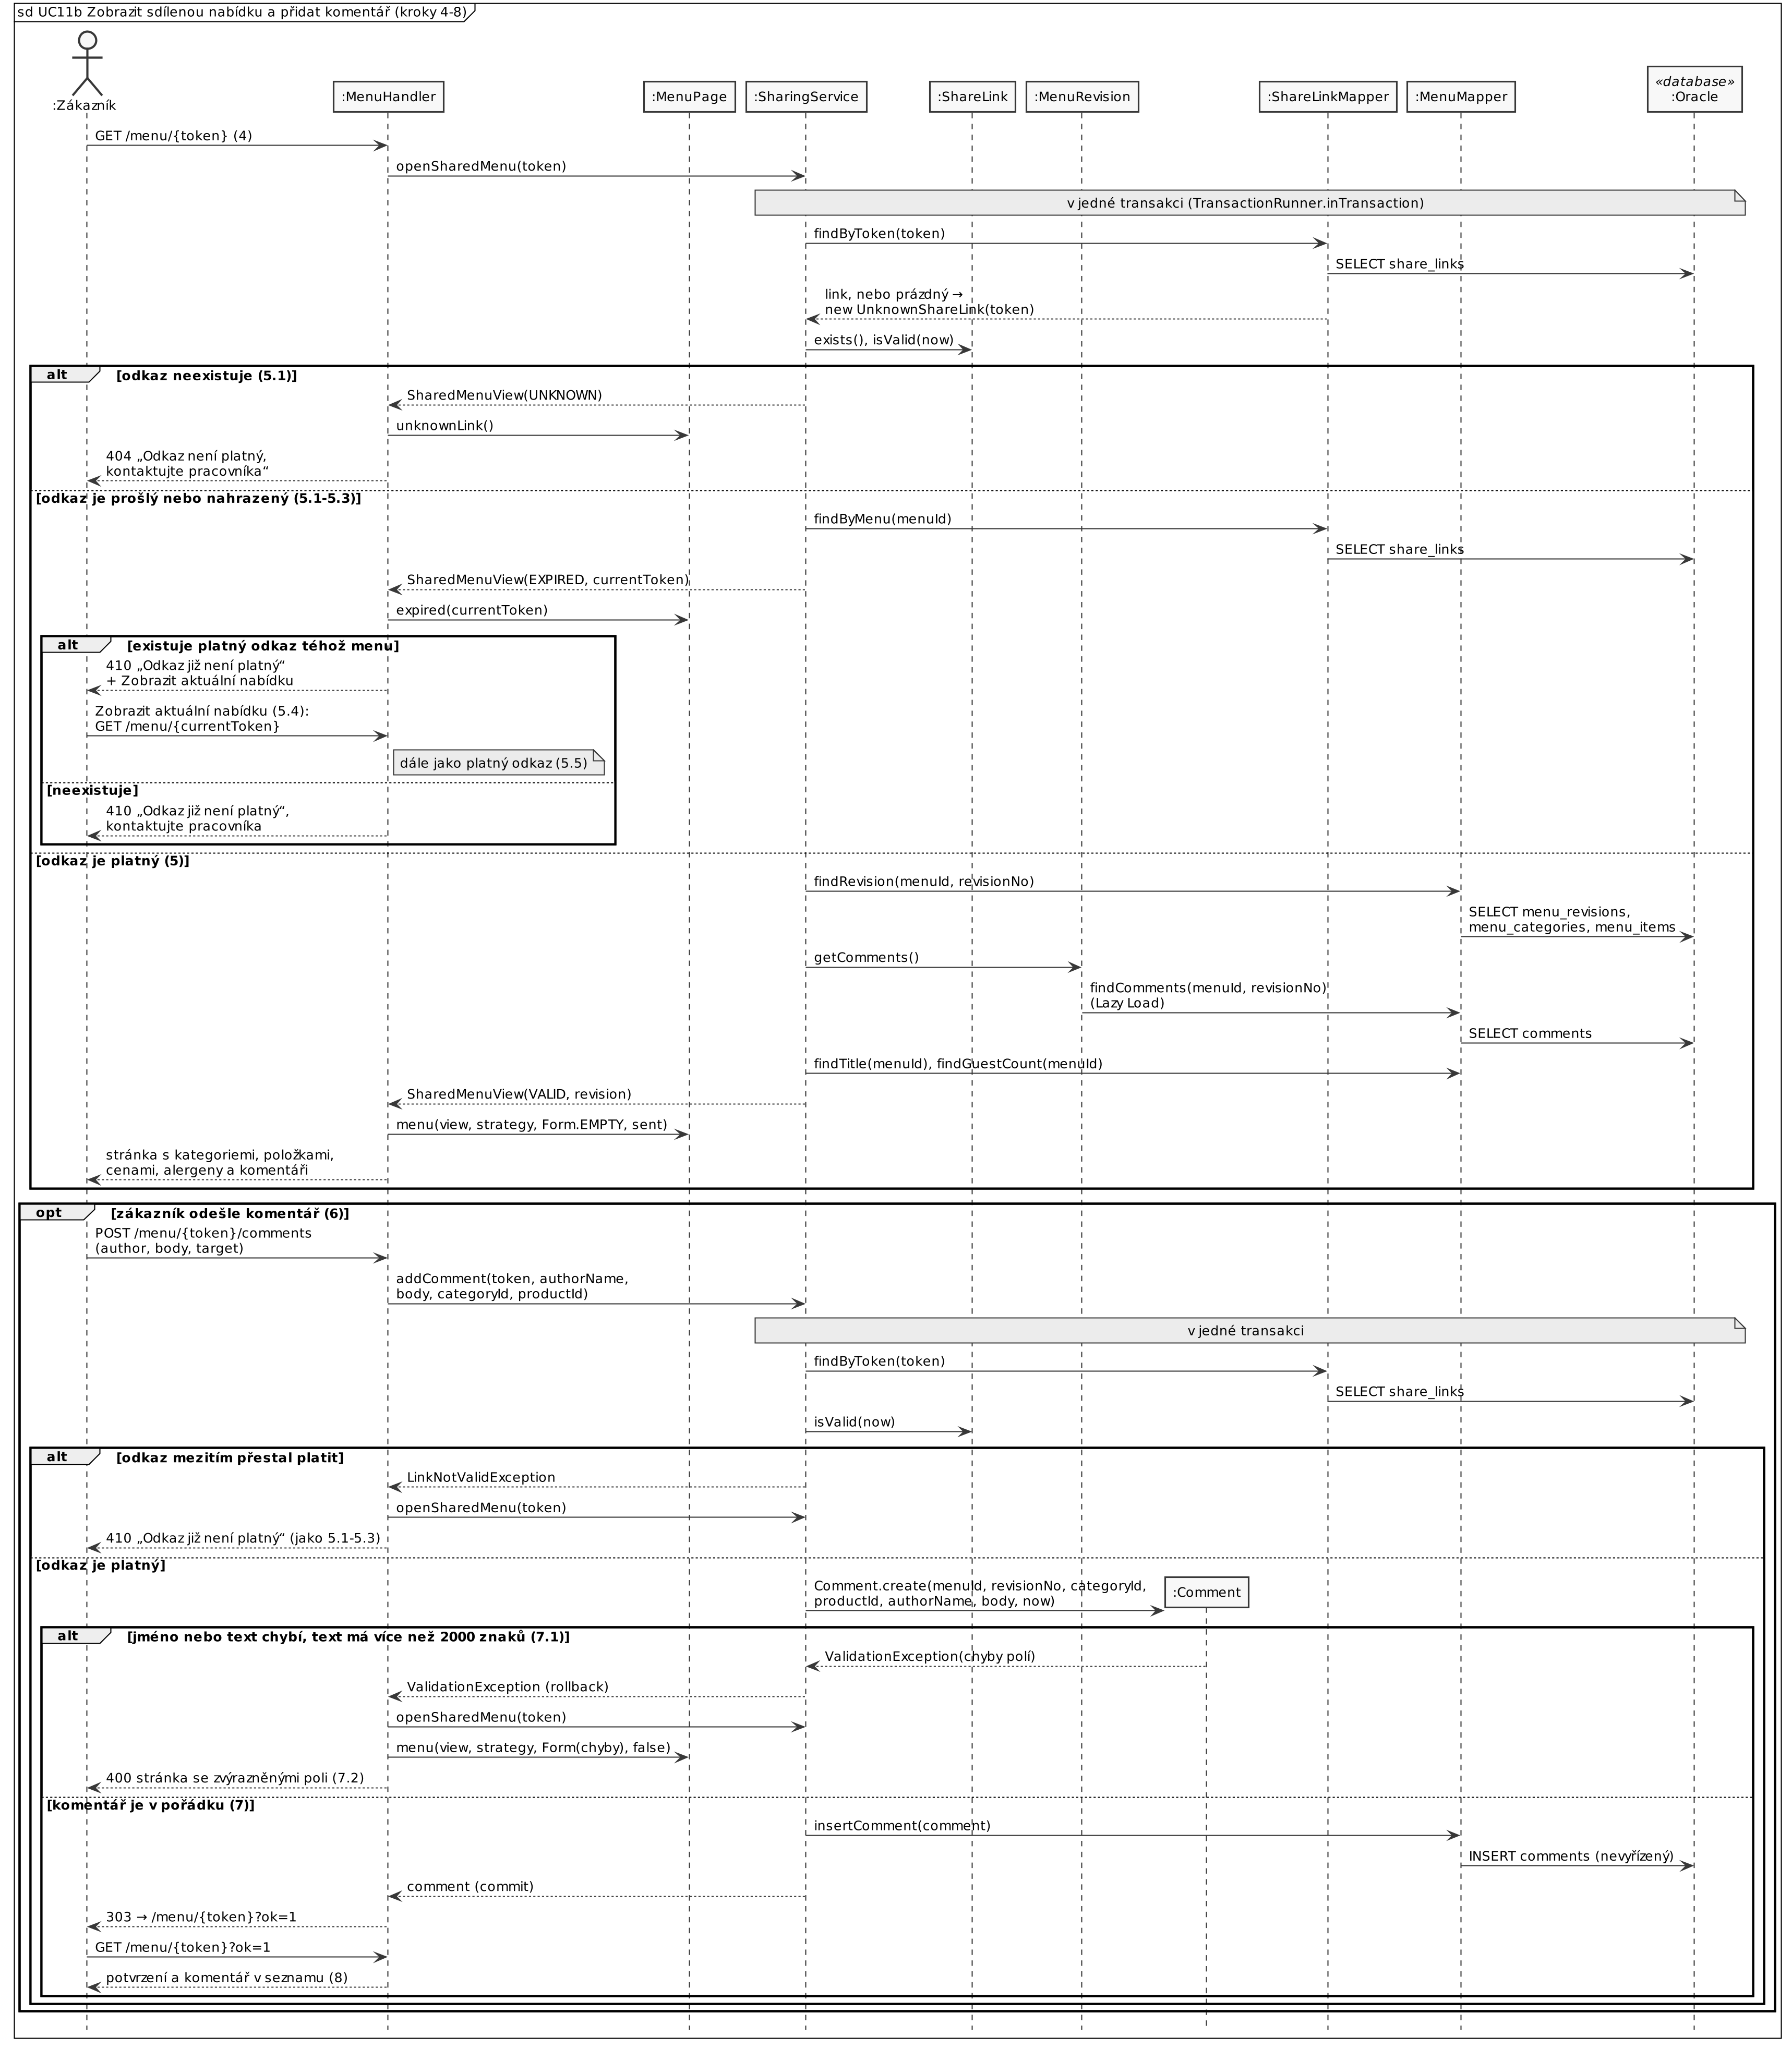 sd UC11b Zobrazit sdílenou nabídku a přidat komentář (kroky 4-8)
:Zákazník
:MenuHandler
:MenuPage
:SharingService
:ShareLink
:MenuRevision
:ShareLinkMapper
:MenuMapper
«database»
:Oracle
GET /menu/{token} (4)
openSharedMenu(token)
v jedné transakci (TransactionRunner.inTransaction)
findByToken(token)
SELECT share_links
link, nebo prázdný →
new UnknownShareLink(token)
exists(), isValid(now)
alt [odkaz neexistuje (5.1)]
SharedMenuView(UNKNOWN)
unknownLink()
404 „Odkaz není platný,
kontaktujte pracovníka“
[odkaz je prošlý nebo nahrazený (5.1-5.3)]
findByMenu(menuId)
SELECT share_links
SharedMenuView(EXPIRED, currentToken)
expired(currentToken)
alt [existuje platný odkaz téhož menu]
410 „Odkaz již není platný“
+ Zobrazit aktuální nabídku
Zobrazit aktuální nabídku (5.4):
GET /menu/{currentToken}
dále jako platný odkaz (5.5)
[neexistuje]
410 „Odkaz již není platný“,
kontaktujte pracovníka
[odkaz je platný (5)]
findRevision(menuId, revisionNo)
SELECT menu_revisions,
menu_categories, menu_items
getComments()
findComments(menuId, revisionNo)
(Lazy Load)
SELECT comments
findTitle(menuId), findGuestCount(menuId)
SharedMenuView(VALID, revision)
menu(view, strategy, Form.EMPTY, sent)
stránka s kategoriemi, položkami,
cenami, alergeny a komentáři
opt [zákazník odešle komentář (6)]
POST /menu/{token}/comments
(author, body, target)
addComment(token, authorName,
body, categoryId, productId)
v jedné transakci
findByToken(token)
SELECT share_links
isValid(now)
alt [odkaz mezitím přestal platit]
LinkNotValidException
openSharedMenu(token)
410 „Odkaz již není platný“ (jako 5.1-5.3)
[odkaz je platný]
Comment.create(menuId, revisionNo, categoryId,
productId, authorName, body, now)
:Comment
alt [jméno nebo text chybí, text má více než 2000 znaků (7.1)]
ValidationException(chyby polí)
ValidationException (rollback)
openSharedMenu(token)
menu(view, strategy, Form(chyby), false)
400 stránka se zvýrazněnými poli (7.2)
[komentář je v pořádku (7)]
insertComment(comment)
INSERT comments (nevyřízený)
comment (commit)
303 → /menu/{token}?ok=1
GET /menu/{token}?ok=1
potvrzení a komentář v seznamu (8)